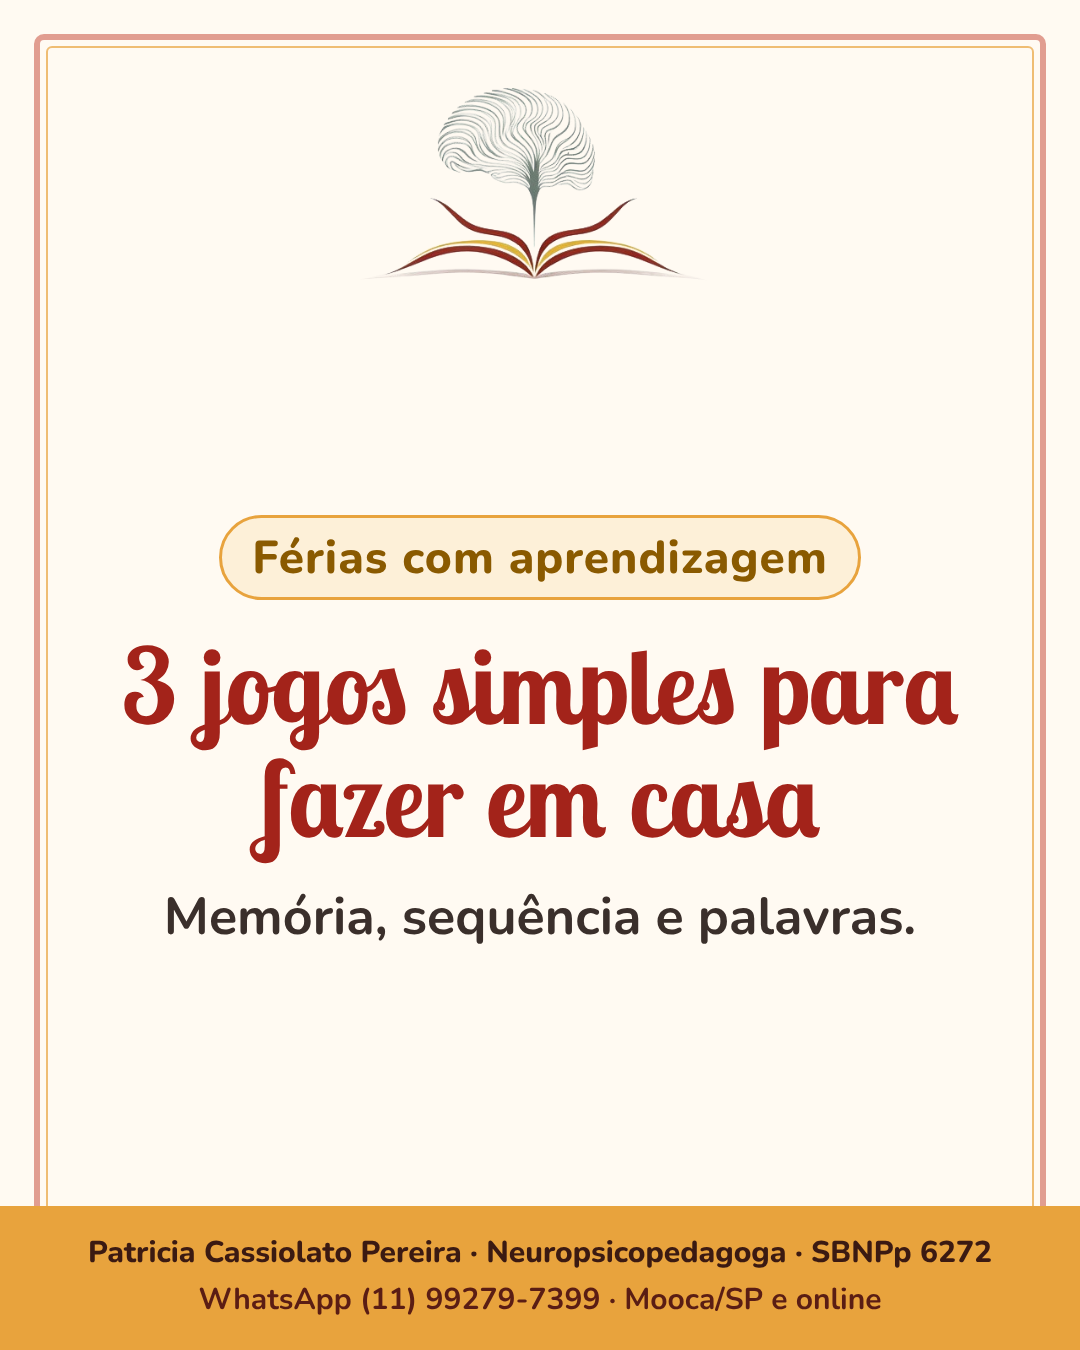 Férias com aprendizagem
3 jogos simples para
fazer em casa
Memória, sequência e palavras.
Patricia Cassiolato Pereira · Neuropsicopedagoga · SBNPp 6272
WhatsApp (11) 99279-7399 · Mooca/SP e online